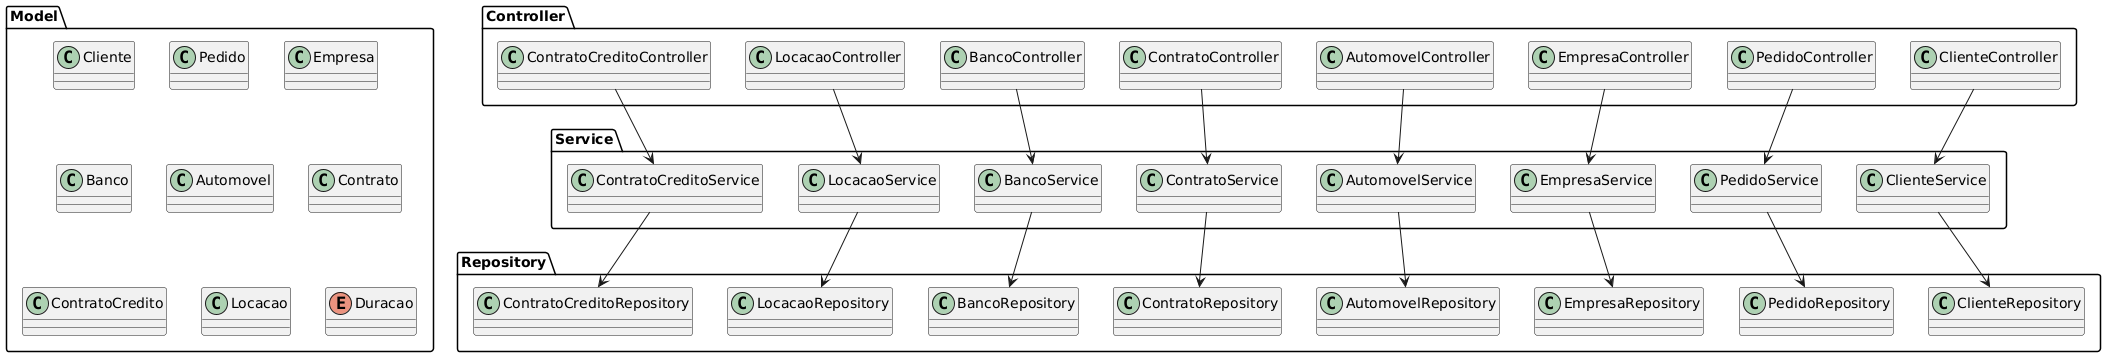 Model
C Cliente
C Pedido
C Empresa
C Banco
C Automovel
C Contrato
C ContratoCredito
C Locacao
E Duracao
Controller
C ContratoCreditoController
C LocacaoController
C BancoController
C ContratoController
C AutomovelController
C EmpresaController
C PedidoController
C ClienteController
Service
C ContratoCreditoService
C LocacaoService
C BancoService
C ContratoService
C AutomovelService
C EmpresaService
C PedidoService
C ClienteService
Repository
C ContratoCreditoRepository
C LocacaoRepository
C BancoRepository
C ContratoRepository
C AutomovelRepository
C EmpresaRepository
C PedidoRepository
C ClienteRepository